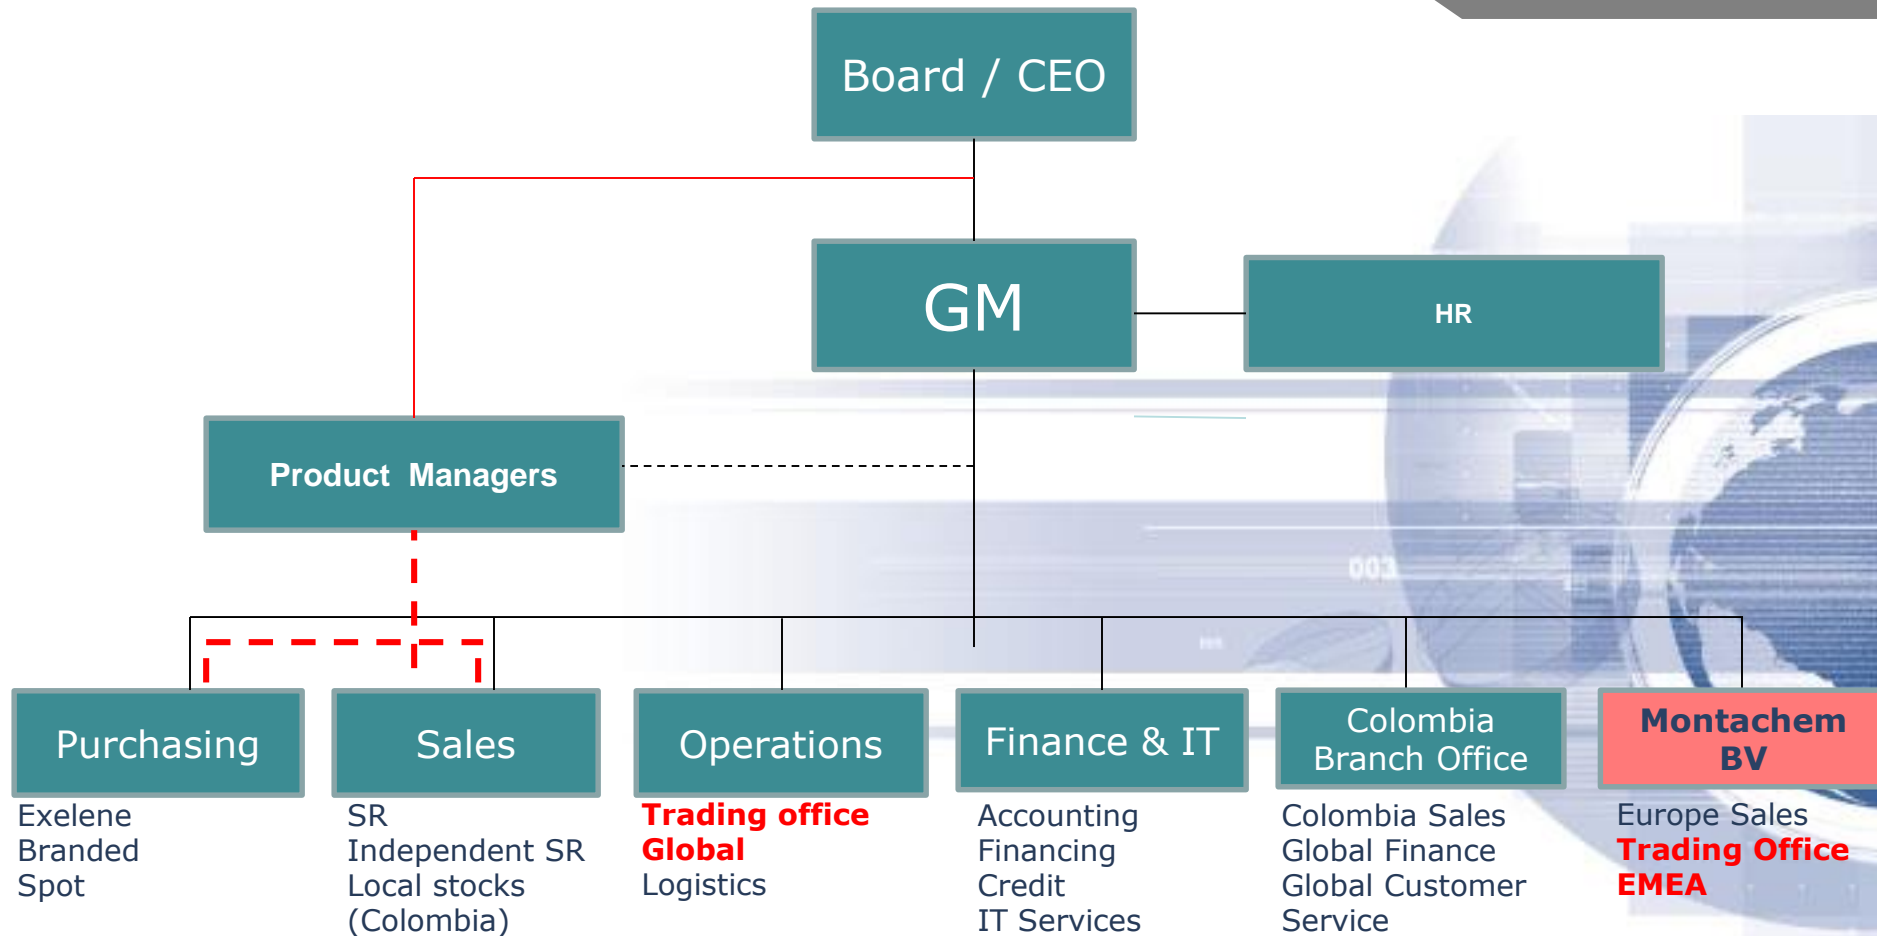 Board / CEO
GM
HR
Product Managers
003
Purchasing
Sales
Operations
Finance & IT
Colombia
Branch Office
Montachem
BV
Exelene
Branded
Spot
SR
Independent SR
Local stocks
(Colombia)
Trading office
Global
Logistics
Accounting
Financing
Credit
IT Services
Colombia Sales
Global Finance
Global Customer
Service
Europe Sales
Trading Office
EMEA